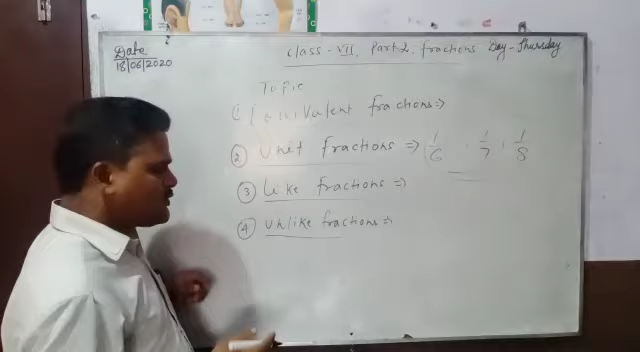 Date
18/06/2020
Class - VII, Part-2, fractions Day - Thursday
Topic
Equivalent fractions =>
② Unit fractions => 1/6, 1/7, 1/8
③ Like fractions =>
④ Unlike fractions =>